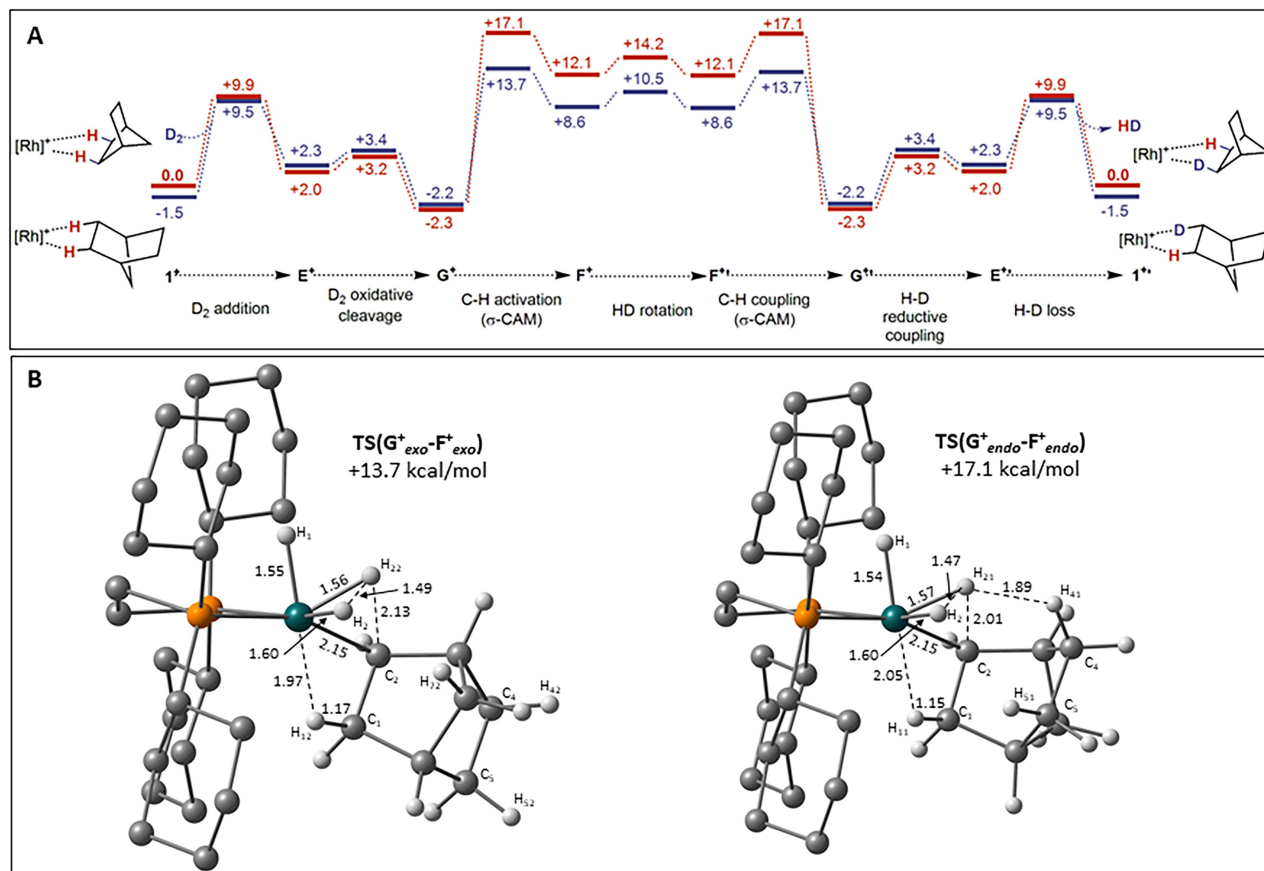 A
+17.1 +17.1
+14.2
+12.1 +12.1
+13.7 +10.5 +13.7
+9.9 +9.9
+9.5 +8.6 +8.6 +9.5
D₂ HD
[Rh]⁺ H H
[Rh]⁺ H D
+3.4 +3.4
+2.3 +2.3
+3.2 +3.2
+2.0 +2.0
0.0 0.0
-1.5 -1.5
-2.2 -2.2
-2.3 -2.3
[Rh]⁺ H H
[Rh]⁺ D H
1⁺ E⁺ G⁺ F⁺ F⁺' G⁺' E⁺' 1⁺'
D₂ addition
D₂ oxidative
cleavage
C-H activation
(σ-CAM)
HD rotation
C-H coupling
(σ-CAM)
H-D
reductive
coupling
H-D loss
B
TS(G⁺exo-F⁺exo)
+13.7 kcal/mol
H₁
1.55
1.56
H₂₂
1.49
H₂
2.13
1.60
2.15
C₂
1.97
H₇₂
C₄
H₄₂
1.17
H₁₂
C₁
C₅
H₅₂
TS(G⁺endo-F⁺endo)
+17.1 kcal/mol
H₁
1.54
1.47
H₂₁
1.89
H₄₁
1.57
H₂
2.01
1.60
2.15
C₂
C₄
2.05
H₅₁
C₅
1.15
H₁₁
C₁